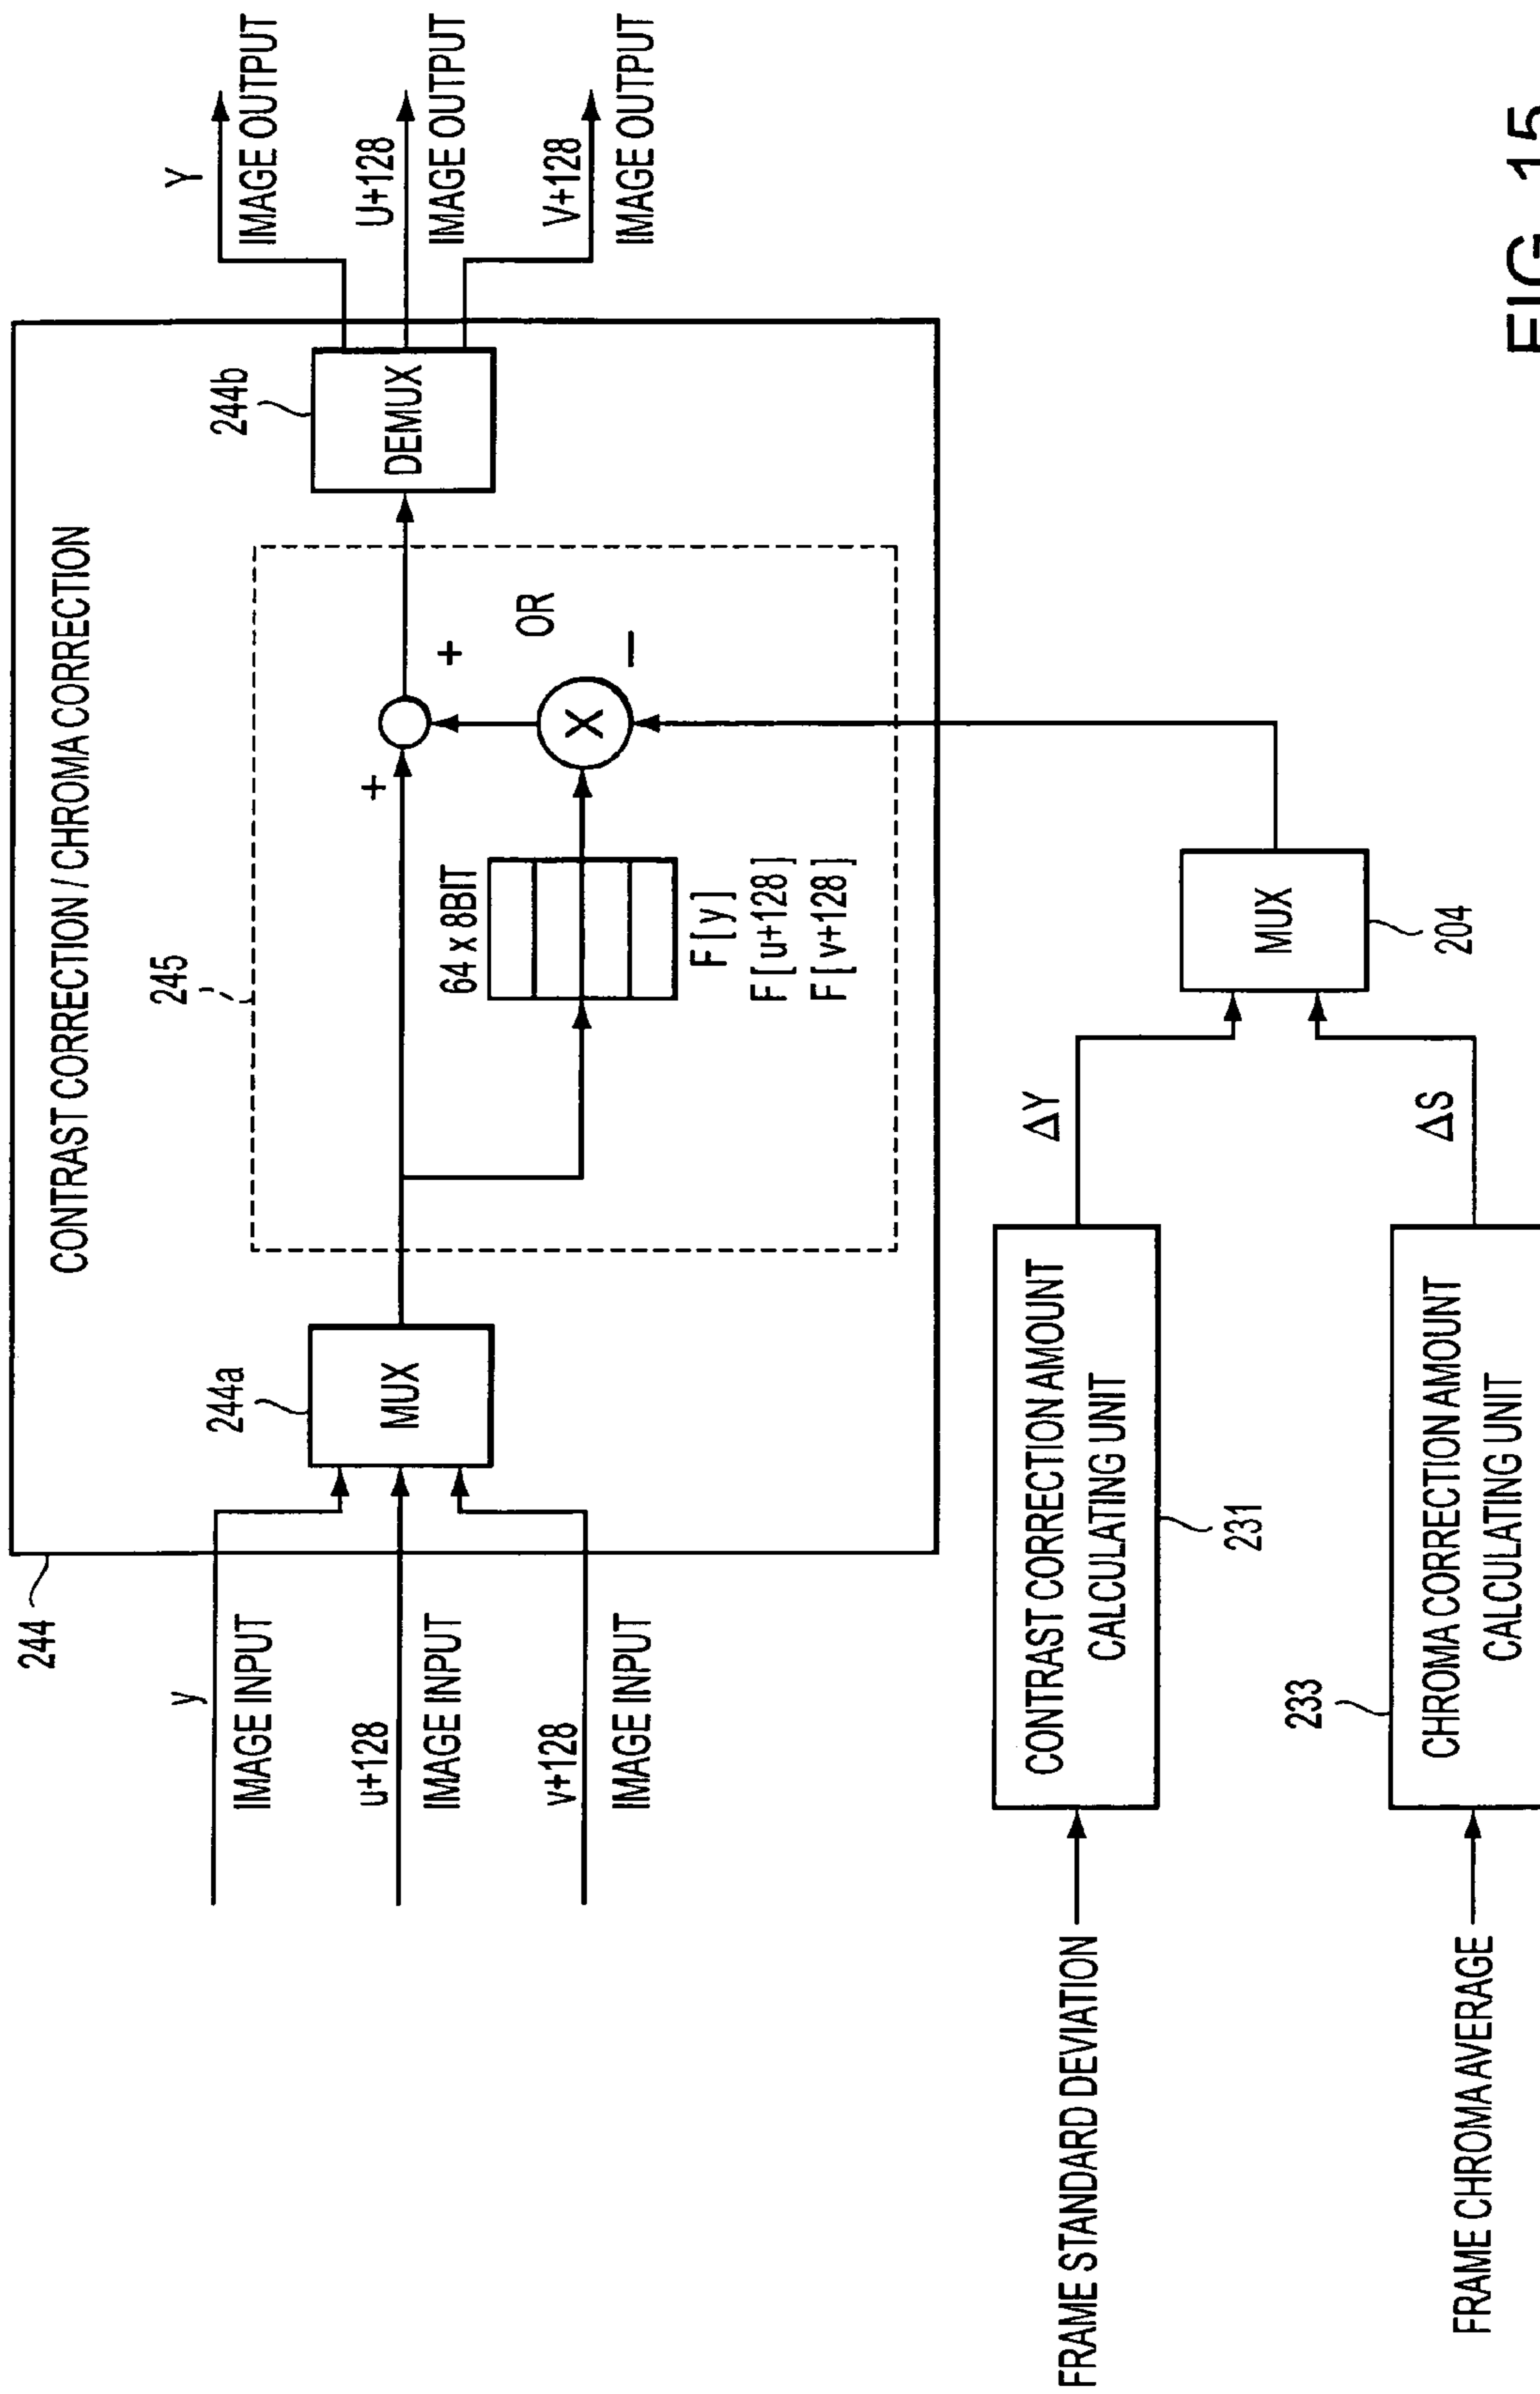 244
CONTRAST CORRECTION / CHROMA CORRECTION
y
IMAGE INPUT
u+128
IMAGE INPUT
v+128
IMAGE INPUT
244a
MUX
245
64 x 8BIT
F [ y ]
F [ u+128 ]
F [ v+128 ]
+
+
OR
−
X
244b
DEMUX
Y
IMAGE OUTPUT
U+128
IMAGE OUTPUT
V+128
IMAGE OUTPUT
FRAME STANDARD DEVIATION
CONTRAST CORRECTION AMOUNT
CALCULATING UNIT
231
ΔY
FRAME CHROMA AVERAGE
233
CHROMA CORRECTION AMOUNT
CALCULATING UNIT
ΔS
MUX
204
FIG. 15